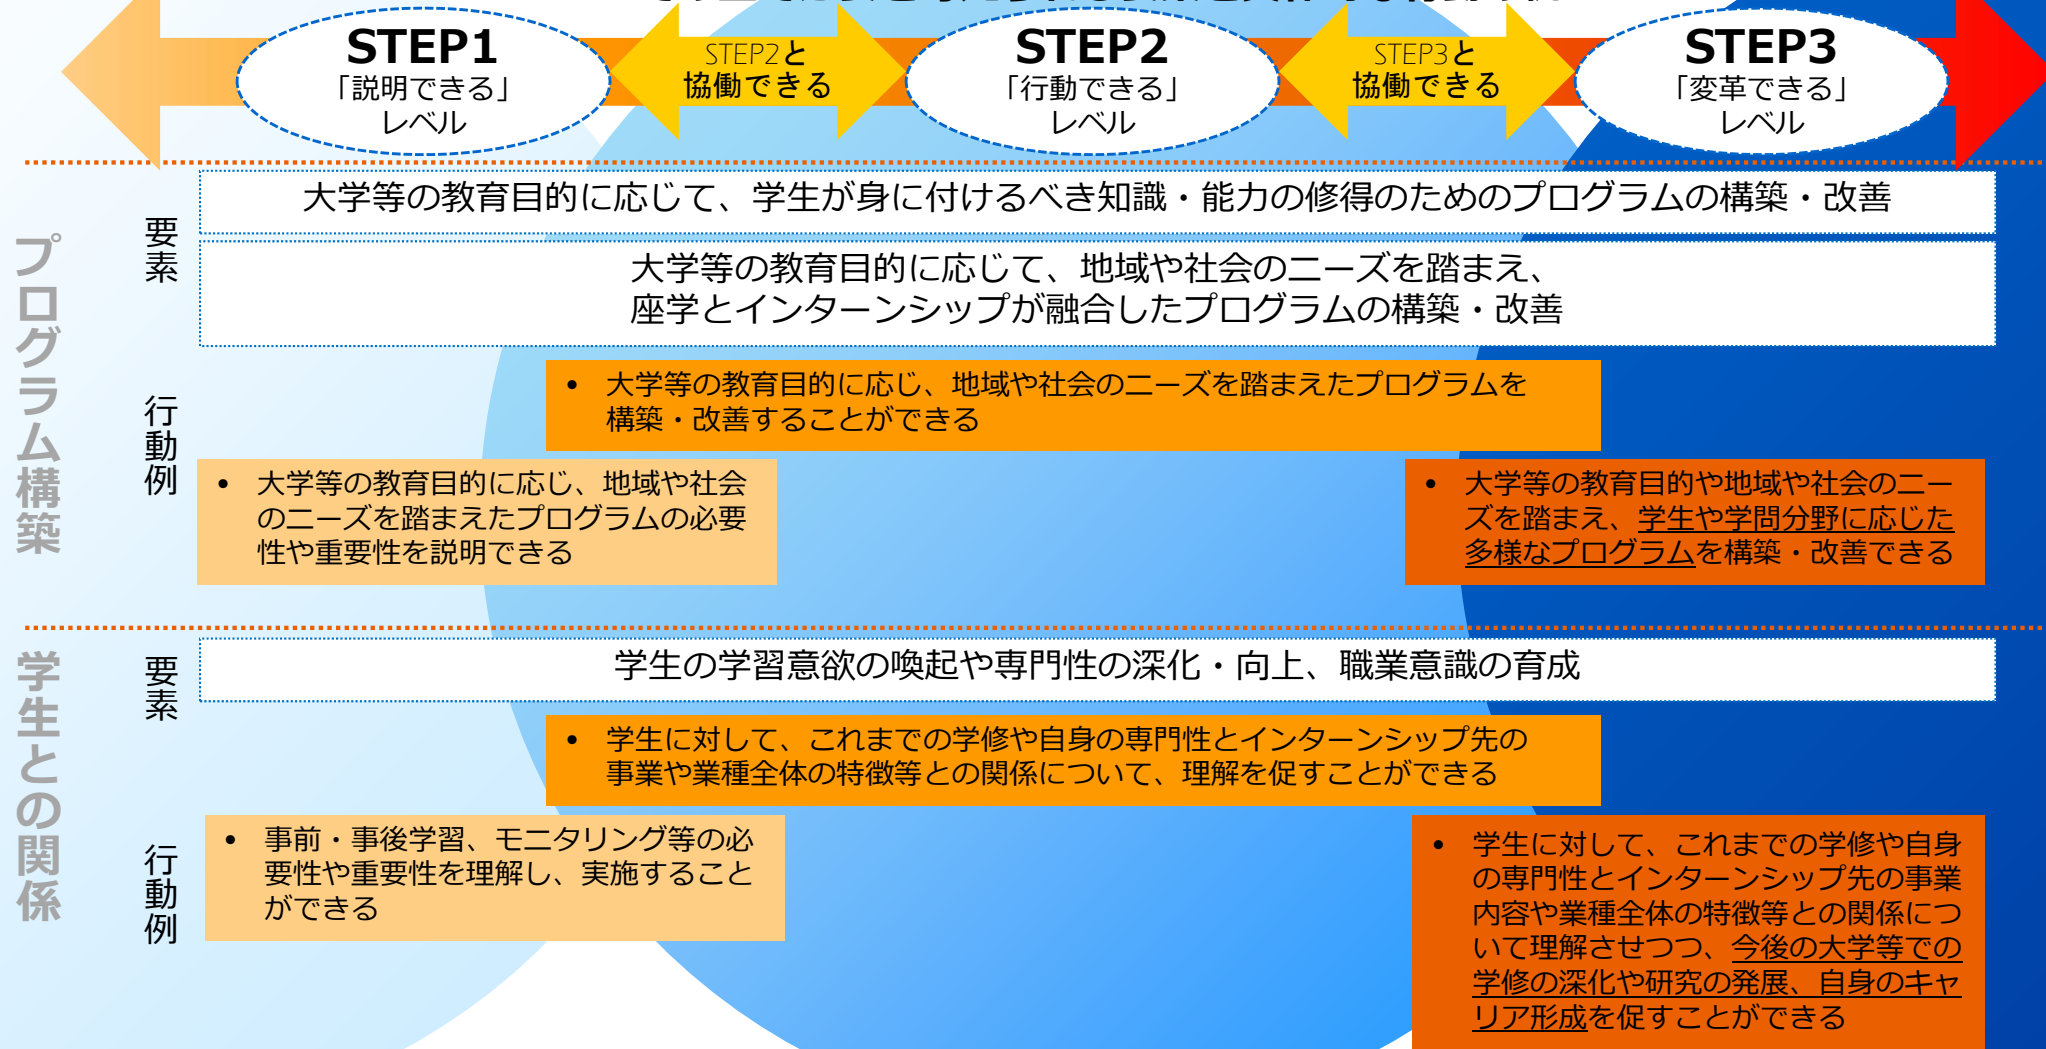 STEP1
「説明できる」
レベル
STEP2と
協働できる
STEP2
「行動できる」
レベル
STEP3と
協働できる
STEP3
「変革できる」
レベル
プログラム構築
要素
大学等の教育目的に応じて、学生が身に付けるべき知識・能力の修得のためのプログラムの構築・改善
大学等の教育目的に応じて、地域や社会のニーズを踏まえ、
座学とインターンシップが融合したプログラムの構築・改善
行動例
• 大学等の教育目的に応じ、地域や社会のニーズを踏まえたプログラムを
構築・改善することができる
• 大学等の教育目的に応じ、地域や社会
のニーズを踏まえたプログラムの必要
性や重要性を説明できる
• 大学等の教育目的や地域や社会のニー
ズを踏まえ、学生や学問分野に応じた
多様なプログラムを構築・改善できる
学生との関係
要素
学生の学習意欲の喚起や専門性の深化・向上、職業意識の育成
• 学生に対して、これまでの学修や自身の専門性とインターンシップ先の
事業や業種全体の特徴等との関係について、理解を促すことができる
行動例
• 事前・事後学習、モニタリング等の必
要性や重要性を理解し、実施すること
ができる
• 学生に対して、これまでの学修や自身
の専門性とインターンシップ先の事業
内容や業種全体の特徴等との関係につ
いて理解させつつ、今後の大学等での
学修の深化や研究の発展、自身のキャ
リア形成を促すことができる